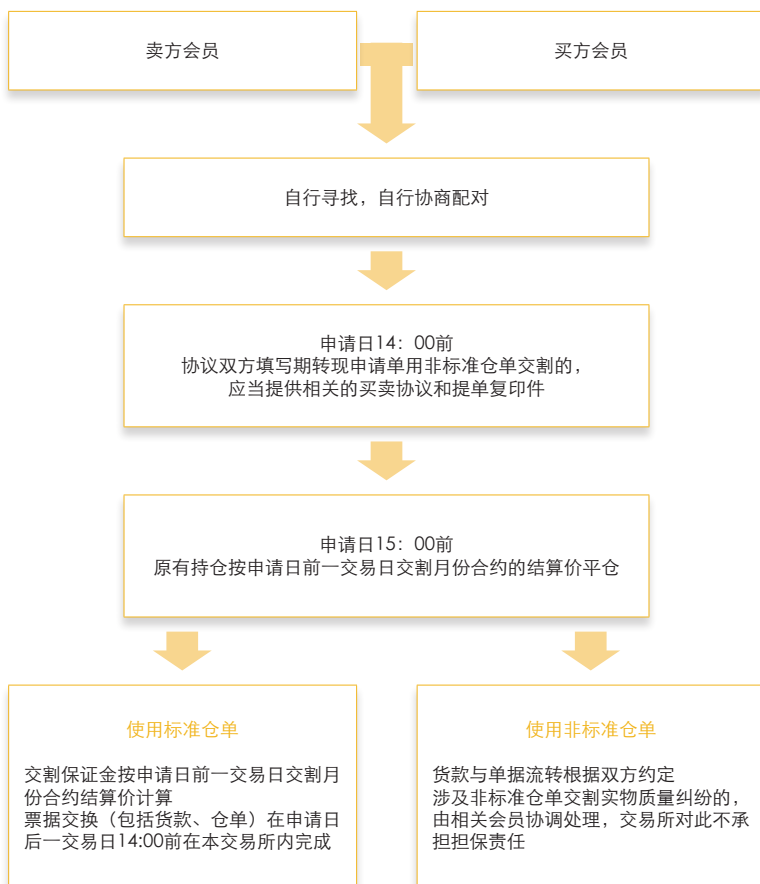 卖方会员
买方会员
自行寻找，自行协商配对
申请日14：00前
协议双方填写期转现申请单用非标准仓单交割的，
应当提供相关的买卖协议和提单复印件
申请日15：00前
原有持仓按申请日前一交易日交割月份合约的结算价平仓
使用标准仓单
交割保证金按申请日前一交易日交割月
份合约结算价计算
票据交换（包括货款、仓单）在申请日
后一交易日14:00前在本交易所内完成
使用非标准仓单
货款与单据流转根据双方约定
涉及非标准仓单交割实物质量纠纷的，
由相关会员协调处理，交易所对此不承
担担保责任